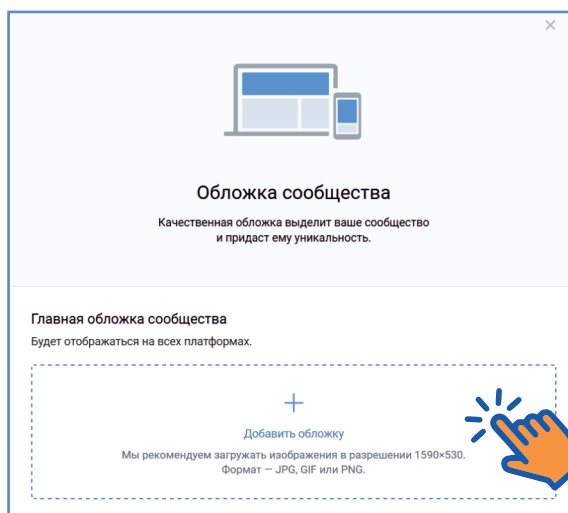 Обложка сообщества
Качественная обложка выделит ваше сообщество
и придаст ему уникальность.
Главная обложка сообщества
Будет отображаться на всех платформах.
Добавить обложку
Мы рекомендуем загружать изображения в разрешении 1590×530.
Формат — JPG, GIF или PNG.